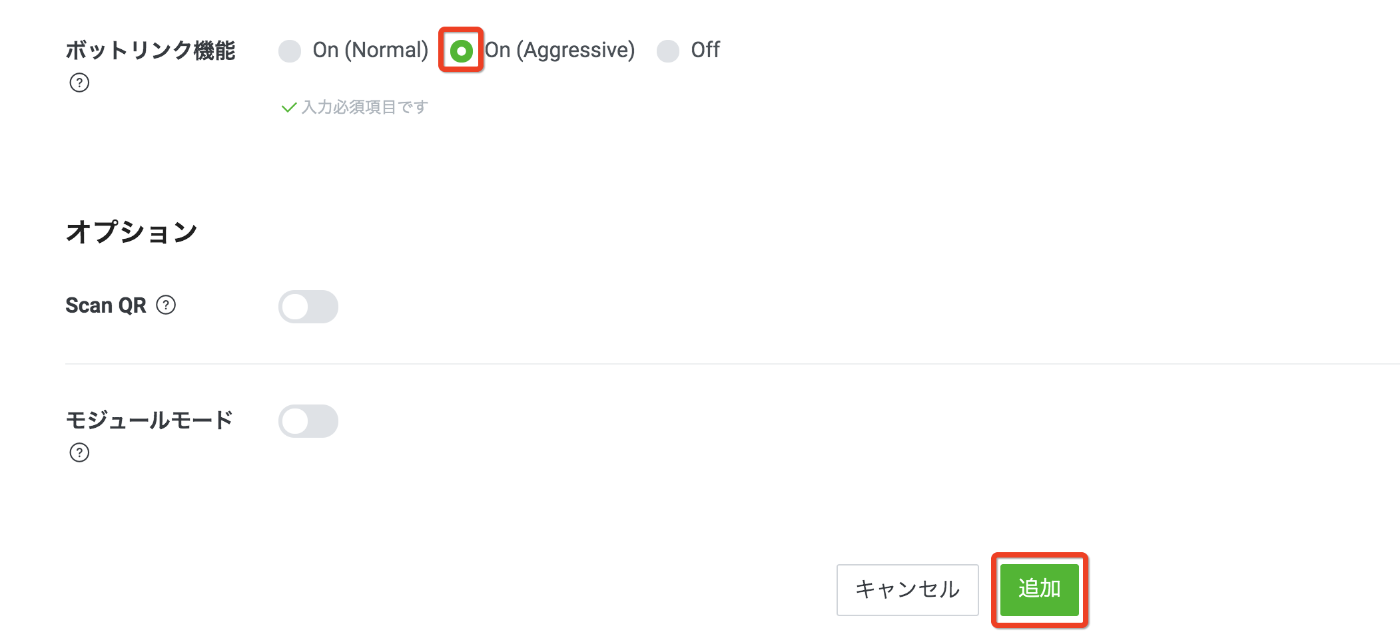 ボットリンク機能 On (Normal) On (Aggressive) Off
?
入力必須項目です
オプション
Scan QR ?
モジュールモード
?
キャンセル 追加